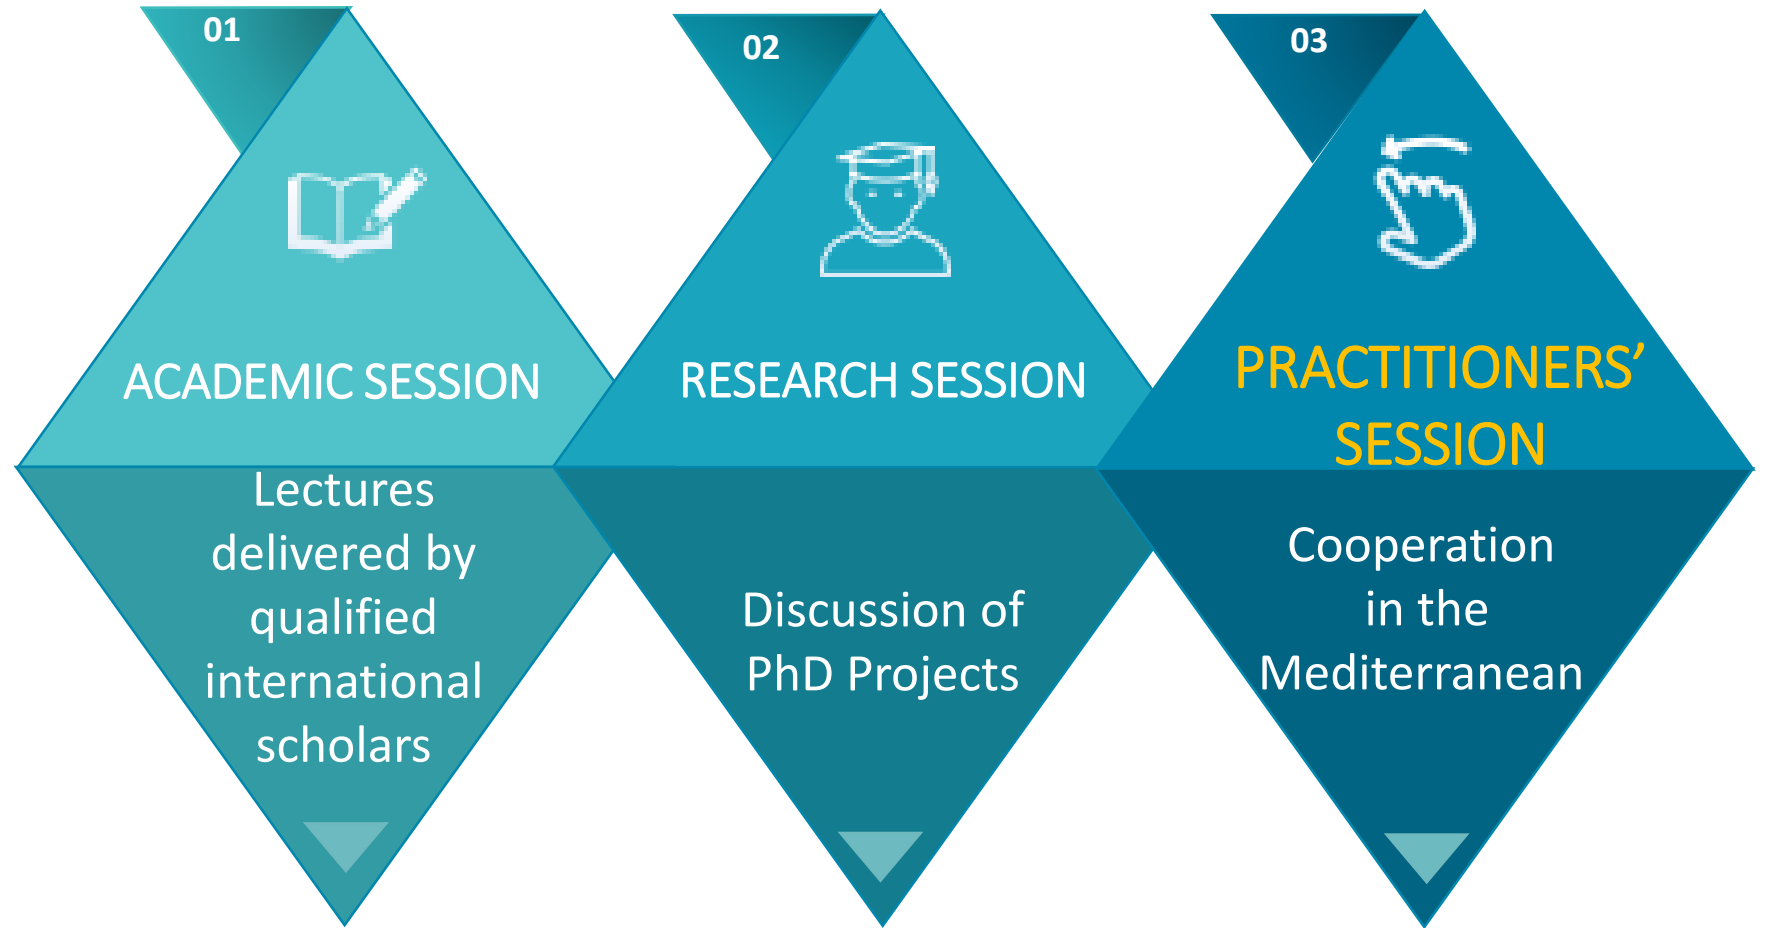 01
ACADEMIC SESSION
Lectures
delivered by
qualified
international
scholars
02
RESEARCH SESSION
Discussion of
PhD Projects
03
PRACTITIONERS’
SESSION
Cooperation
in the
Mediterranean